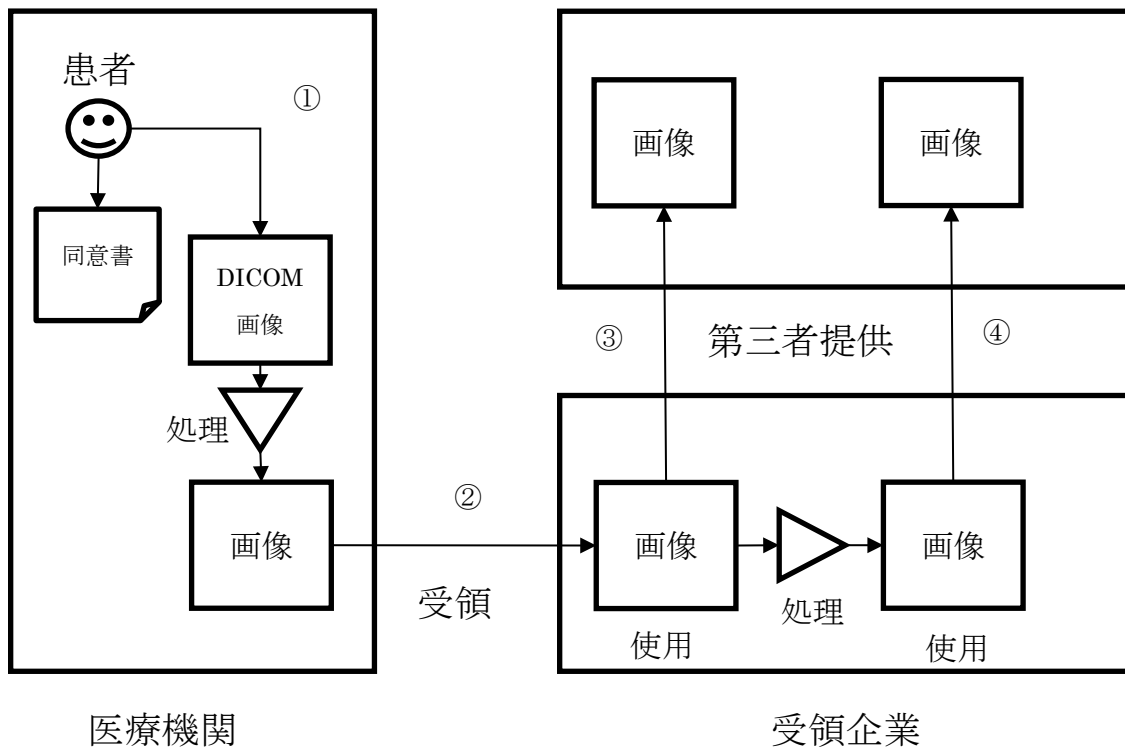 患者
①
同意書
DICOM
画像
処理
画像
②
受領
医療機関
画像
画像
③
第三者提供
④
画像
処理
画像
使用
使用
受領企業